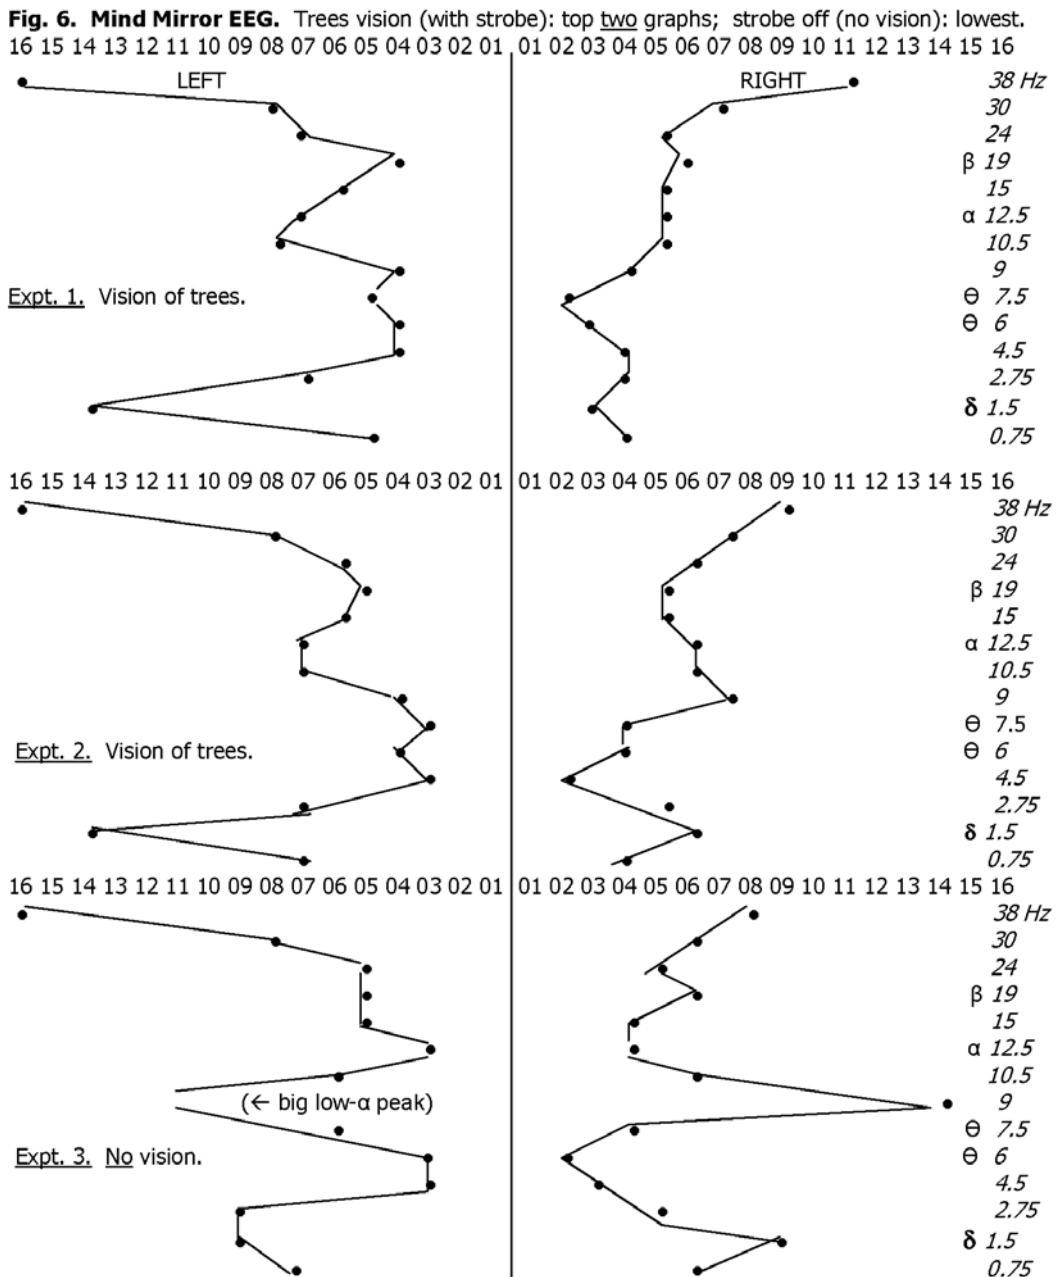 Fig. 6. Mind Mirror EEG. Trees vision (with strobe): top two graphs; strobe off (no vision): lowest.
16 15 14 13 12 11 10 09 08 07 06 05 04 03 02 01 01 02 03 04 05 06 07 08 09 10 11 12 13 14 15 16
LEFT RIGHT 38 Hz
30
24
β 19
15
α 12.5
10.5
9
Expt. 1. Vision of trees. θ 7.5
θ 6
4.5
2.75
δ 1.5
0.75
16 15 14 13 12 11 10 09 08 07 06 05 04 03 02 01 01 02 03 04 05 06 07 08 09 10 11 12 13 14 15 16
38 Hz
30
24
β 19
15
α 12.5
10.5
9
θ 7.5
Expt. 2. Vision of trees. θ 6
4.5
2.75
δ 1.5
0.75
16 15 14 13 12 11 10 09 08 07 06 05 04 03 02 01 01 02 03 04 05 06 07 08 09 10 11 12 13 14 15 16
38 Hz
30
24
β 19
15
α 12.5
10.5
(← big low-α peak) 9
θ 7.5
Expt. 3. No vision. θ 6
4.5
2.75
δ 1.5
0.75